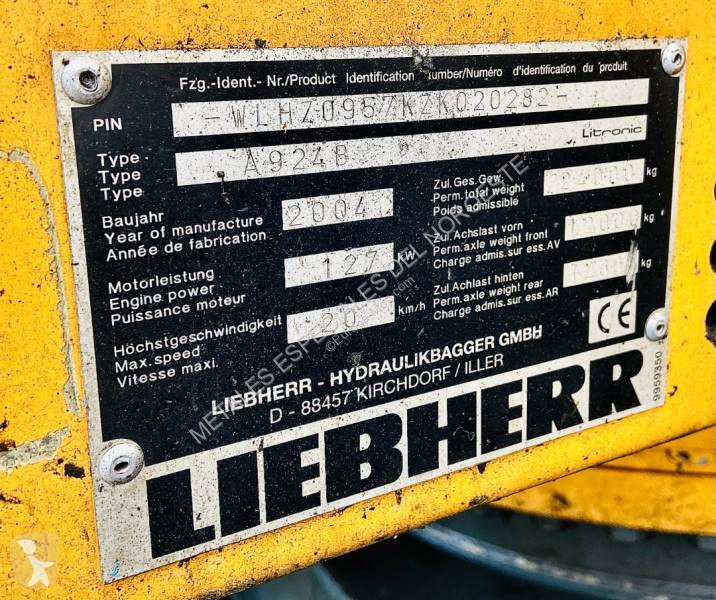 Fzg.-Ident.- Nr./Product Identification Number/Numéro d'identification du produit
PIN -WLHZ0957KZK020282-
Type A924B Litronic
Type
Type
Baujahr
Year of manufacture 2004
Année de fabrication
Motorleistung
Engine power 127 kW
Puissance moteur
Höchstgeschwindigkeit
Max. speed 20 km/h
Vitesse maxi.
Zul.Ges.Gew.
Perm.total weight 24000 kg
Poids admissible
Zul.Achslast vorn
Perm.axle weight front 12000 kg
Charge admis.sur ess.AV
Zul.Achslast hinten
Perm.axle weight rear kg
Charge admis.sur ess.AR
CE
LIEBHERR - HYDRAULIKBAGGER GMBH
D - 88457 KIRCHDORF / ILLER
LIEBHERR
9959350
METALES ESPECIALES DEL NOROESTE